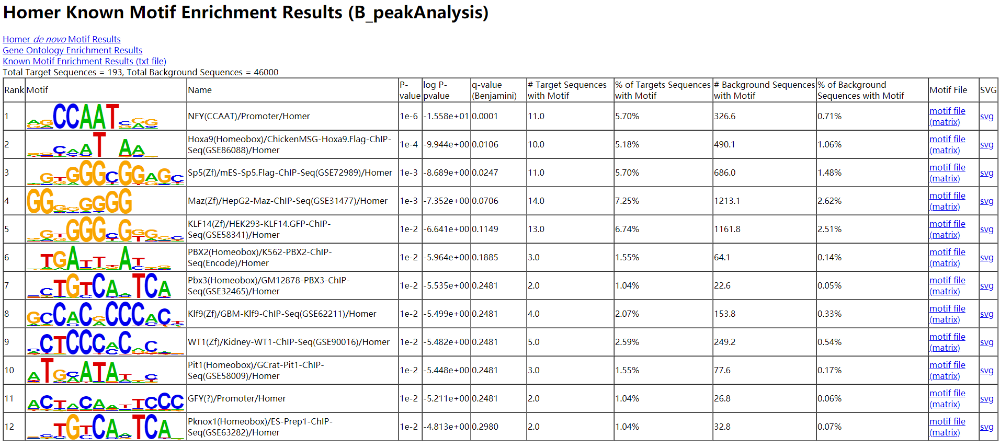 Homer Known Motif Enrichment Results (B_peakAnalysis)
Homer de novo Motif Results
Gene Ontology Enrichment Results
Known Motif Enrichment Results (txt file)
Total Target Sequences = 193, Total Background Sequences = 46000
Rank Motif Name P-value log P-pvalue q-value (Benjamini) # Target Sequences with Motif % of Targets Sequences with Motif # Background Sequences with Motif % of Background Sequences with Motif Motif File SVG
1 CCAAT NFY(CCAAT)/Promoter/Homer 1e-6 -1.558e+01 0.0001 11.0 5.70% 326.6 0.71% motif file (matrix) svg
2 Hoxa9(Homeobox)/ChickenMSG-Hoxa9.Flag-ChIP-Seq(GSE86088)/Homer 1e-4 -9.944e+00 0.0106 10.0 5.18% 490.1 1.06% motif file (matrix) svg
3 Sp5(Zf)/mES-Sp5.Flag-ChIP-Seq(GSE72989)/Homer 1e-3 -8.689e+00 0.0247 11.0 5.70% 686.0 1.48% motif file (matrix) svg
4 Maz(Zf)/HepG2-Maz-ChIP-Seq(GSE31477)/Homer 1e-3 -7.352e+00 0.0706 14.0 7.25% 1213.1 2.62% motif file (matrix) svg
5 KLF14(Zf)/HEK293-KLF14.GFP-ChIP-Seq(GSE58341)/Homer 1e-2 -6.641e+00 0.1149 13.0 6.74% 1161.8 2.51% motif file (matrix) svg
6 PBX2(Homeobox)/K562-PBX2-ChIP-Seq(Encode)/Homer 1e-2 -5.964e+00 0.1885 3.0 1.55% 64.1 0.14% motif file (matrix) svg
7 Pbx3(Homeobox)/GM12878-PBX3-ChIP-Seq(GSE32465)/Homer 1e-2 -5.535e+00 0.2481 2.0 1.04% 22.6 0.05% motif file (matrix) svg
8 Klf9(Zf)/GBM-Klf9-ChIP-Seq(GSE62211)/Homer 1e-2 -5.499e+00 0.2481 4.0 2.07% 153.8 0.33% motif file (matrix) svg
9 WT1(Zf)/Kidney-WT1-ChIP-Seq(GSE90016)/Homer 1e-2 -5.482e+00 0.2481 5.0 2.59% 249.2 0.54% motif file (matrix) svg
10 Pit1(Homeobox)/GCrat-Pit1-ChIP-Seq(GSE58009)/Homer 1e-2 -5.448e+00 0.2481 3.0 1.55% 77.6 0.17% motif file (matrix) svg
11 GFY(?)/Promoter/Homer 1e-2 -5.211e+00 0.2481 2.0 1.04% 26.8 0.06% motif file (matrix) svg
12 Pknox1(Homeobox)/ES-Prep1-ChIP-Seq(GSE63282)/Homer 1e-2 -4.813e+00 0.2980 2.0 1.04% 32.8 0.07% motif file (matrix) svg